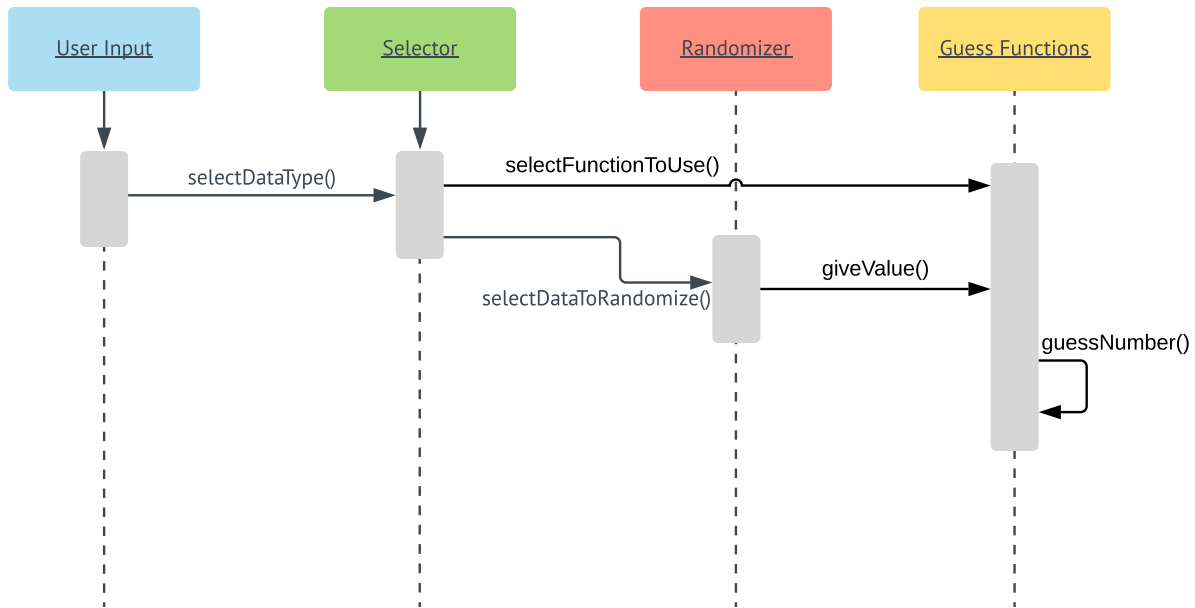 User Input
Selector
Randomizer
Guess Functions
selectFunctionToUse()
selectDataType()
giveValue()
selectDataToRandomize()
guessNumber()